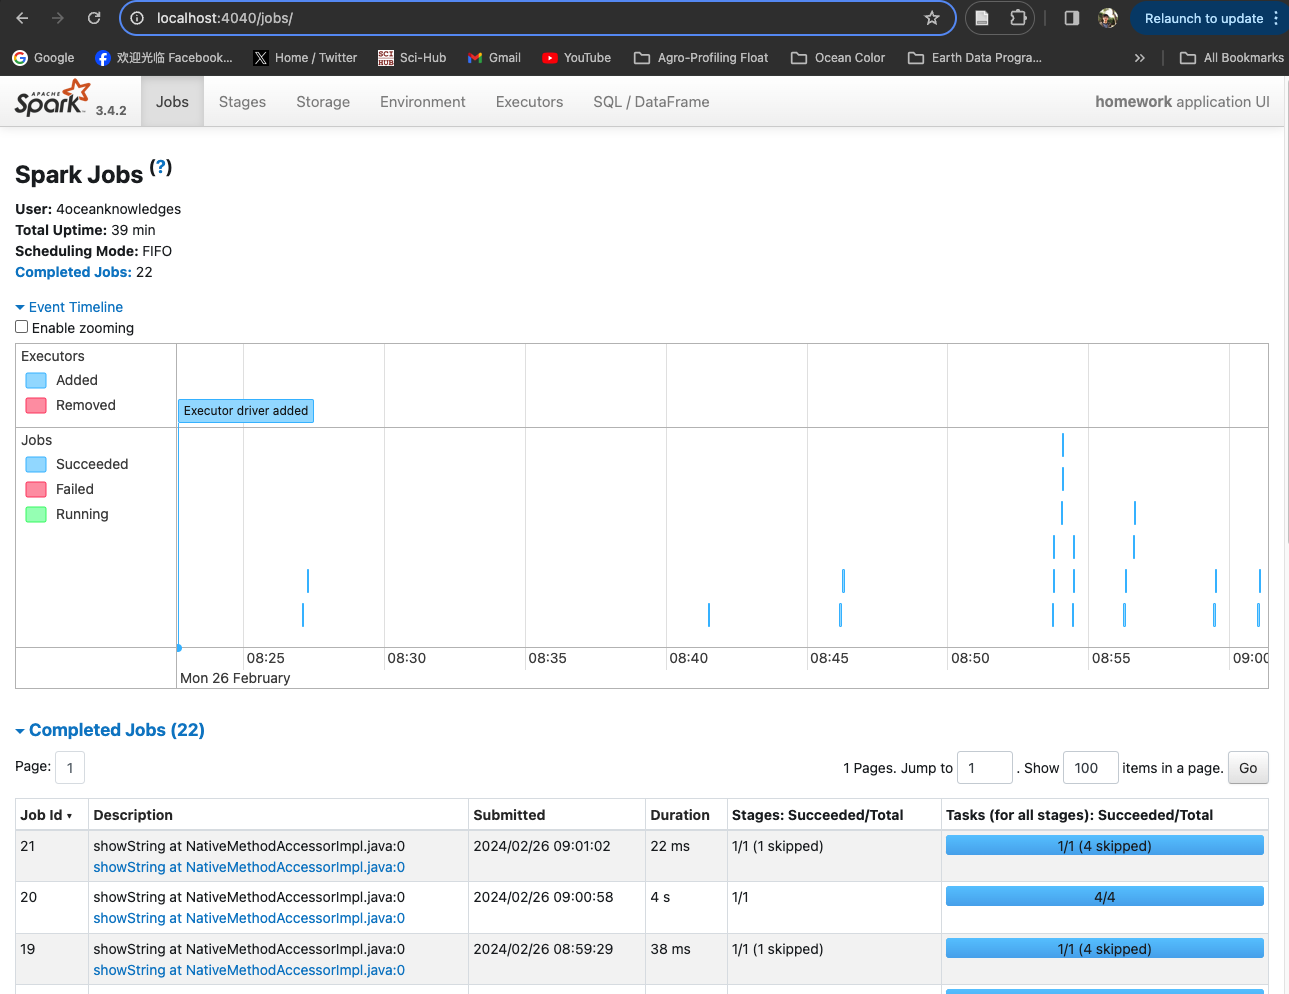 localhost:4040/jobs/
Relaunch to update
Google
欢迎光临 Facebook...
Home / Twitter
Sci-Hub
Gmail
YouTube
Agro-Profiling Float
Ocean Color
Earth Data Progra...
All Bookmarks
APACHE Spark 3.4.2
Jobs
Stages
Storage
Environment
Executors
SQL / DataFrame
homework application UI
Spark Jobs (?)
User: 4oceanknowledges
Total Uptime: 39 min
Scheduling Mode: FIFO
Completed Jobs: 22
Event Timeline
Enable zooming
Executors
Added
Removed
Executor driver added
Jobs
Succeeded
Failed
Running
08:25 08:30 08:35 08:40 08:45 08:50 08:55 09:00
Mon 26 February
Completed Jobs (22)
Page: 1
1 Pages. Jump to 1 . Show 100 items in a page. Go
Job Id ▾ Description Submitted Duration Stages: Succeeded/Total Tasks (for all stages): Succeeded/Total
21 showString at NativeMethodAccessorImpl.java:0 2024/02/26 09:01:02 22 ms 1/1 (1 skipped) 1/1 (4 skipped)
showString at NativeMethodAccessorImpl.java:0
20 showString at NativeMethodAccessorImpl.java:0 2024/02/26 09:00:58 4 s 1/1 4/4
showString at NativeMethodAccessorImpl.java:0
19 showString at NativeMethodAccessorImpl.java:0 2024/02/26 08:59:29 38 ms 1/1 (1 skipped) 1/1 (4 skipped)
showString at NativeMethodAccessorImpl.java:0